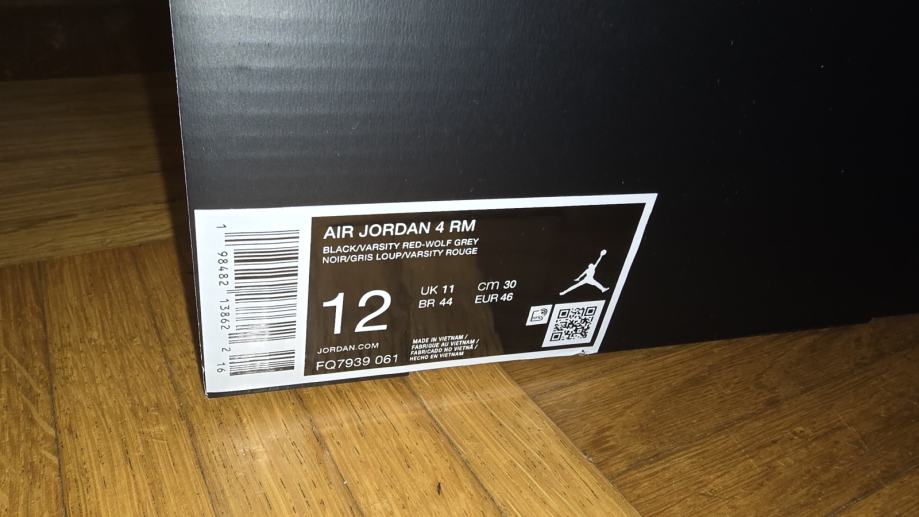 AIR JORDAN 4 RM
BLACK/VARSITY RED-WOLF GREY
NOIR/GRIS LOUP/VARSITY ROUGE
12
UK 11
cm 30
BR 44
EUR 46
JORDAN.COM
FQ7939 061
MADE IN VIETNAM /
FABRIQUÉ AU VIETNAM /
FABRICADO NO VIETNÃ /
HECHO EN VIETNAM
1 98482 13862 2 16